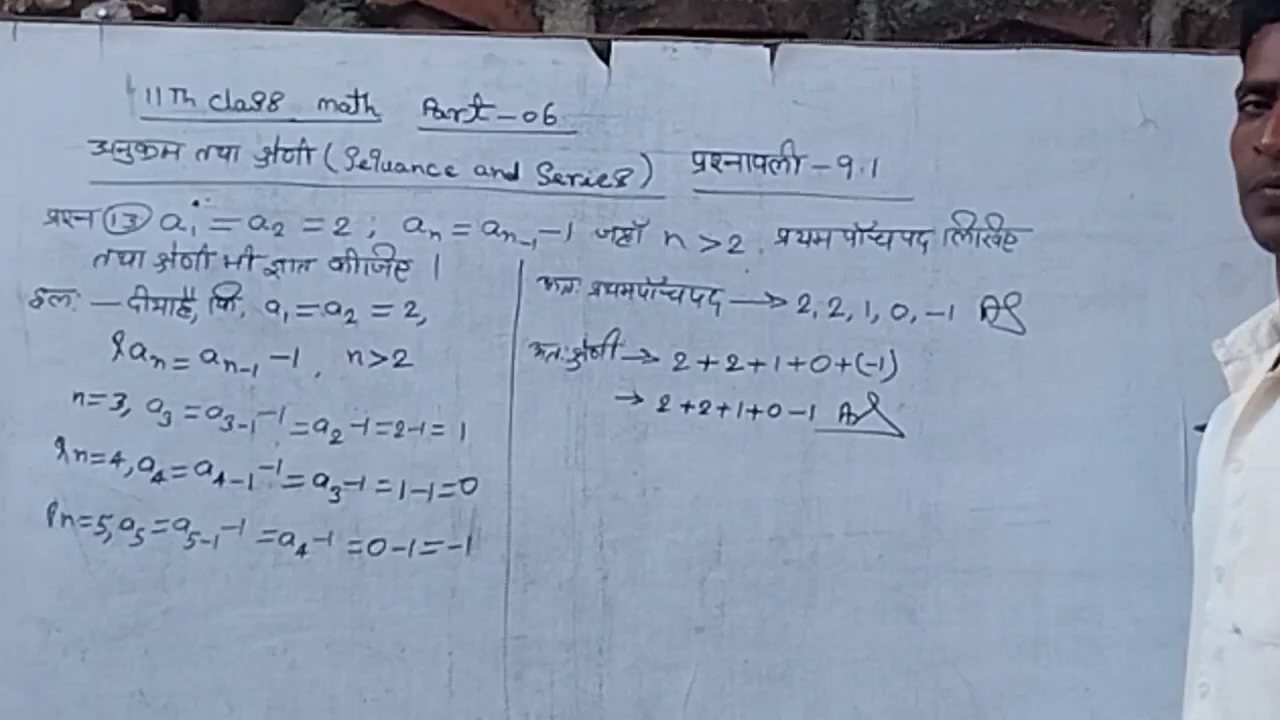 11Th class math Part-06
अनुक्रम तथा श्रेणी (Sequance and Series) प्रश्नावली - 9.1
प्रश्न (13) a₁ = a₂ = 2 ; aₙ = aₙ₋₁ - 1 जहाँ n > 2. प्रथम पाँच पद लिखिए
तथा श्रेणी भी ज्ञात कीजिए ।
हल: - दीया है, कि, a₁ = a₂ = 2,
& aₙ = aₙ₋₁ - 1, n > 2
n=3, a₃ = a₃₋₁ - 1 = a₂ - 1 = 2-1 = 1
& n=4, a₄ = a₄₋₁ - 1 = a₃ - 1 = 1-1 = 0
& n=5, a₅ = a₅₋₁ - 1 = a₄ - 1 = 0-1 = -1
अतः प्रथम पाँच पद → 2, 2, 1, 0, -1 As
अतः श्रेणी → 2+2+1+0+(-1)
→ 2+2+1+0-1 As